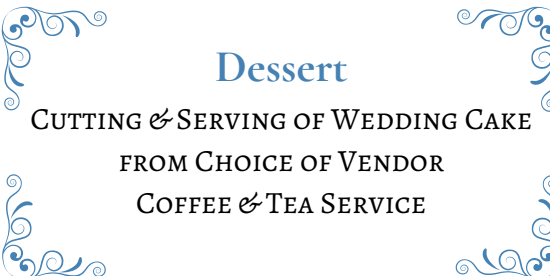 Dessert
Cutting & Serving of Wedding Cake
from Choice of Vendor
Coffee & Tea Service